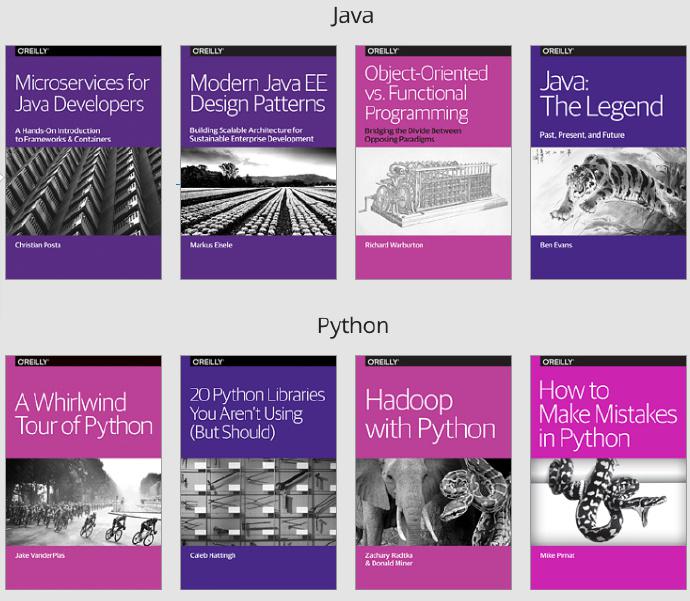 Java
O'REILLY®
Microservices for
Java Developers
A Hands-On Introduction
to Frameworks & Containers
Christian Posta
O'REILLY®
Modern Java EE
Design Patterns
Building Scalable Architecture for
Sustainable Enterprise Development
Markus Eisele
O'REILLY®
Object-Oriented
vs. Functional
Programming
Bridging the Divide Between
Opposing Paradigms
Richard Warburton
O'REILLY®
Java:
The Legend
Past, Present, and Future
Ben Evans
Python
O'REILLY®
A Whirlwind
Tour of Python
Jake VanderPlas
O'REILLY®
20 Python Libraries
You Aren't Using
(But Should)
Caleb Hattingh
O'REILLY®
Hadoop
with Python
Zachary Radtka
& Donald Miner
O'REILLY®
How to
Make Mistakes
in Python
Mike Pirnat